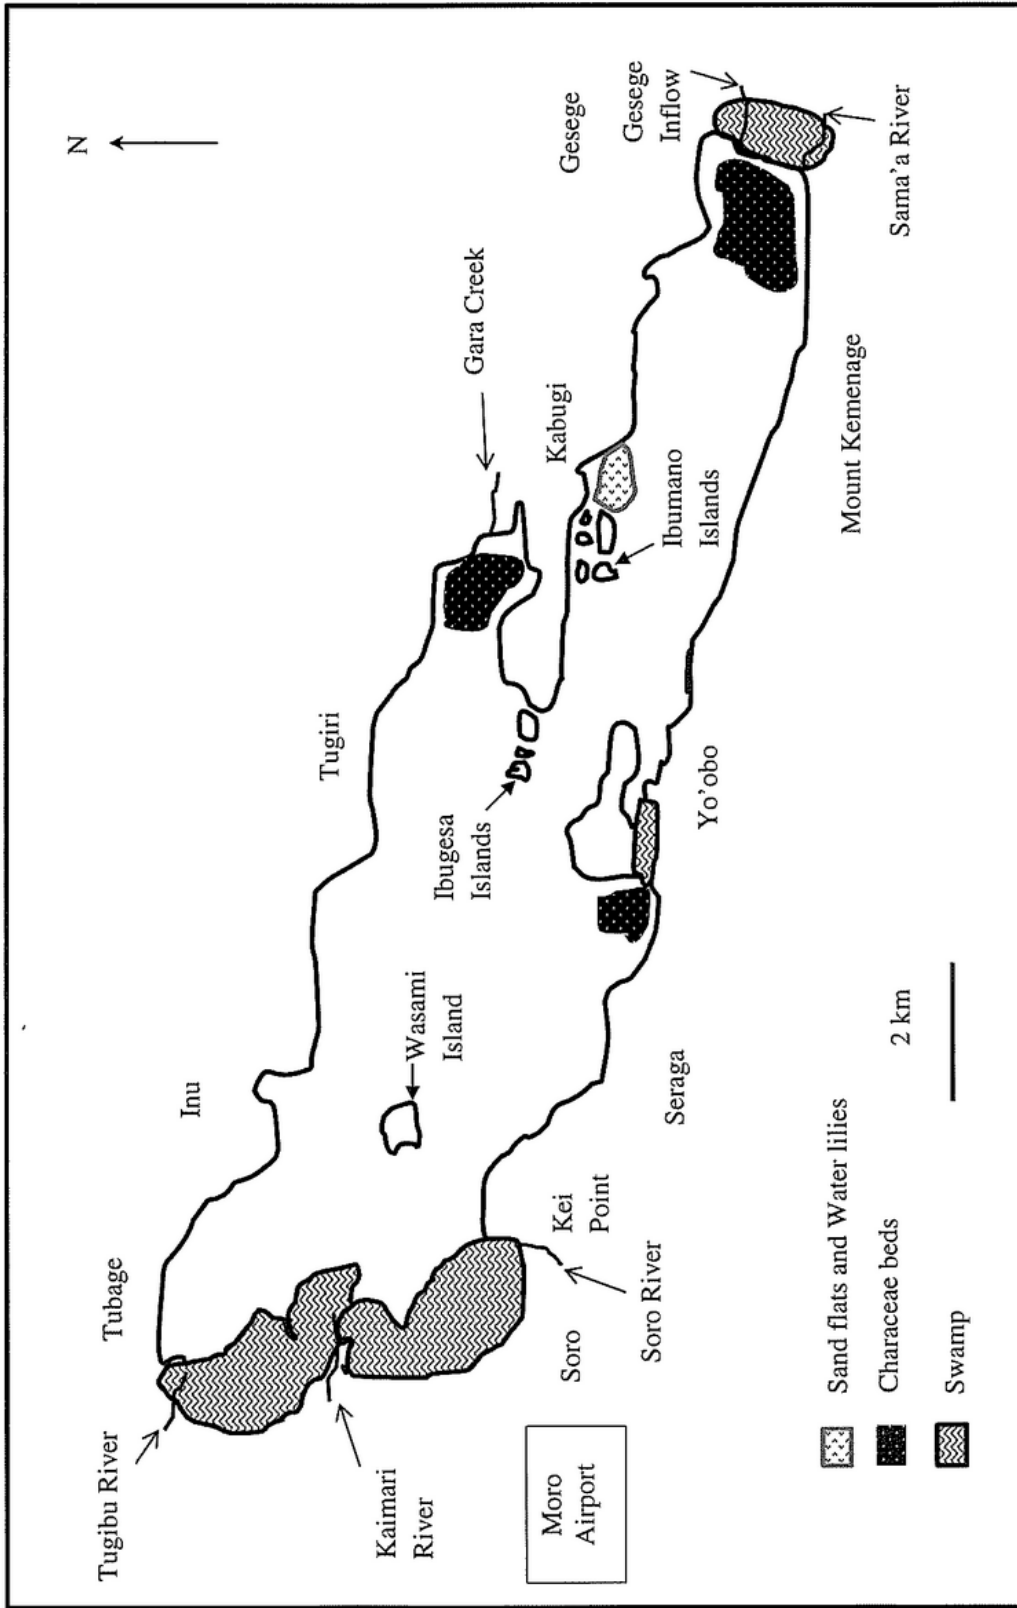 N
Tugibu River
Tubage
Inu
Tugiri
Gara Creek
Gesege
Gesege
Inflow
Kaimari
River
Wasami
Island
Ibugesa
Islands
Kabugi
Moro
Airport
Soro
Kei
Point
Soro River
Seraga
Yo’obo
Ibumano
Islands
Mount Kemenage
Sama’a River
Sand flats and Water lilies
Characeae beds
Swamp
2 km